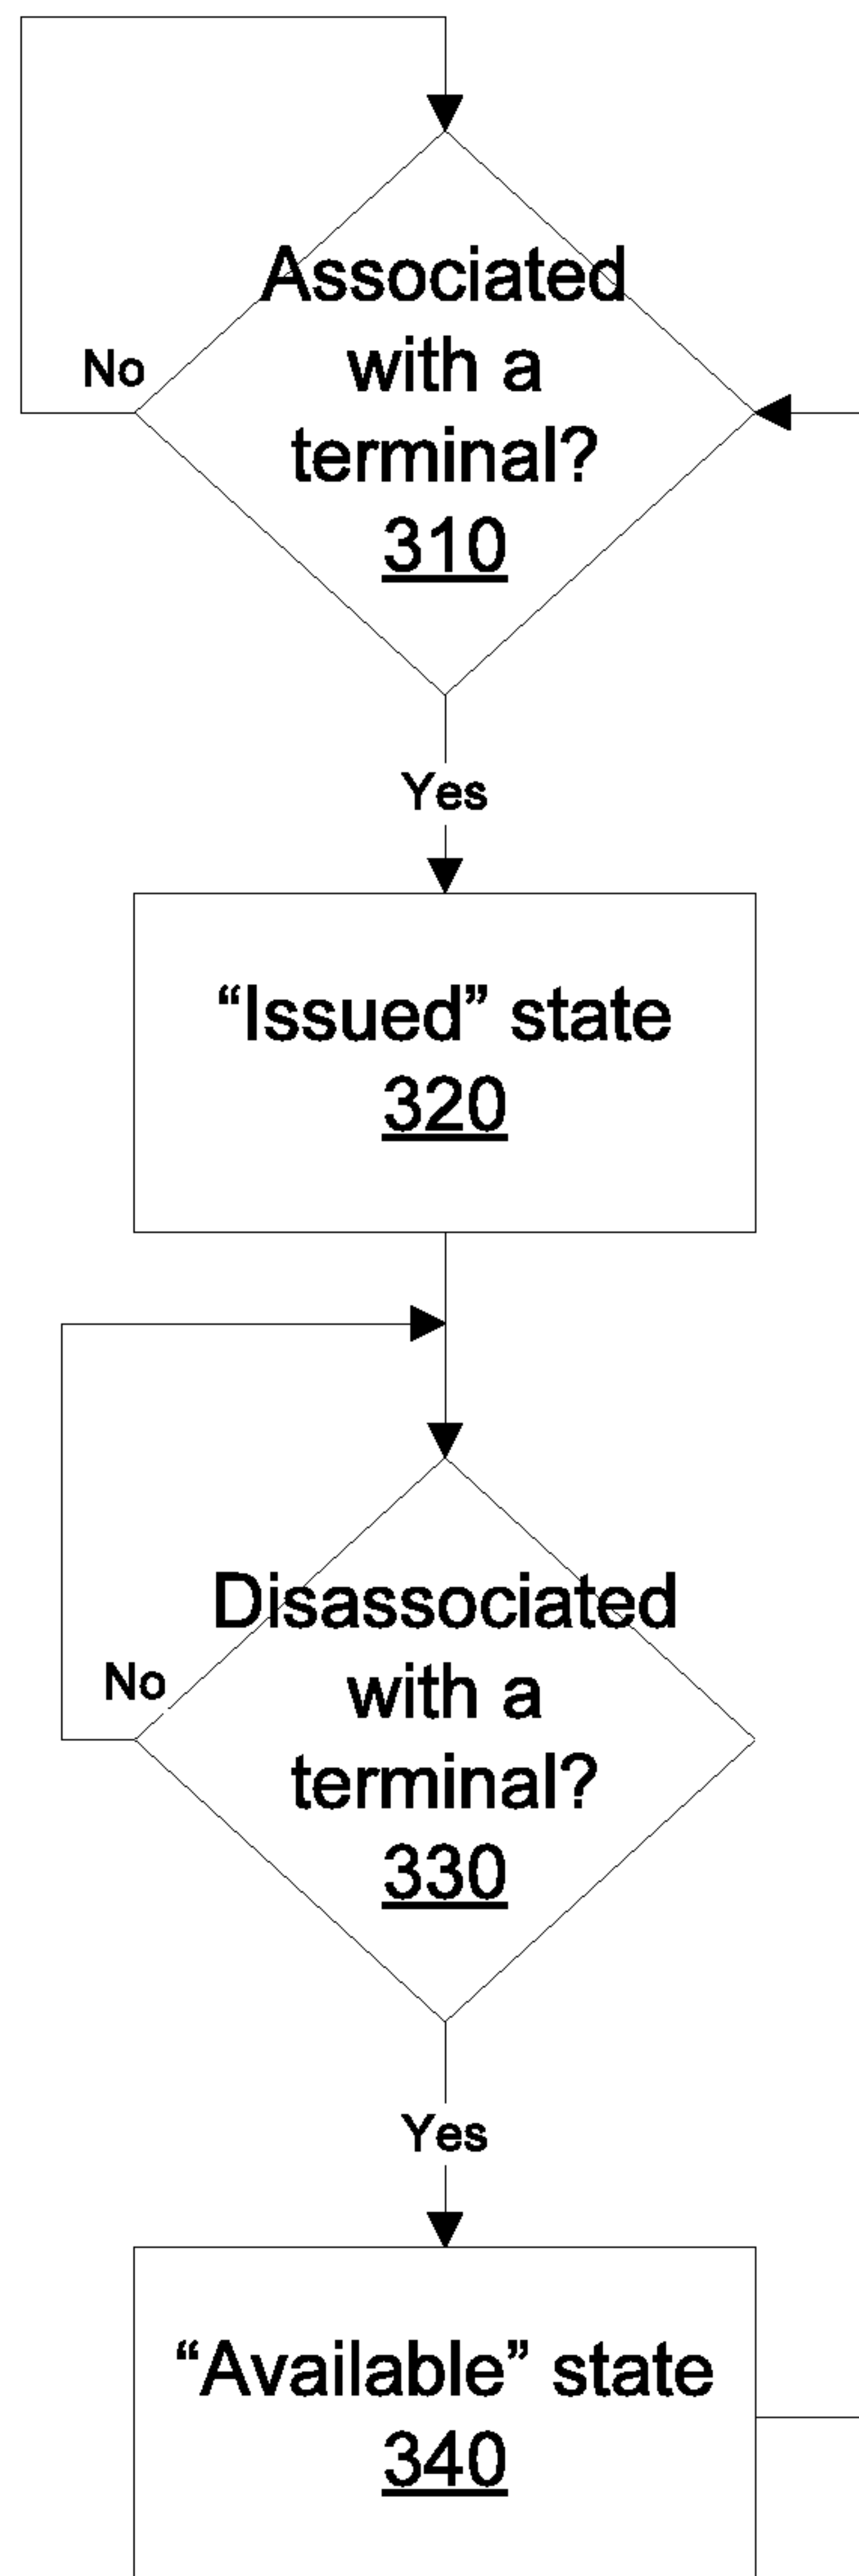 Associated
with a
terminal?
310
No
Yes
“Issued” state
320
Disassociated
with a
terminal?
330
No
Yes
“Available” state
340